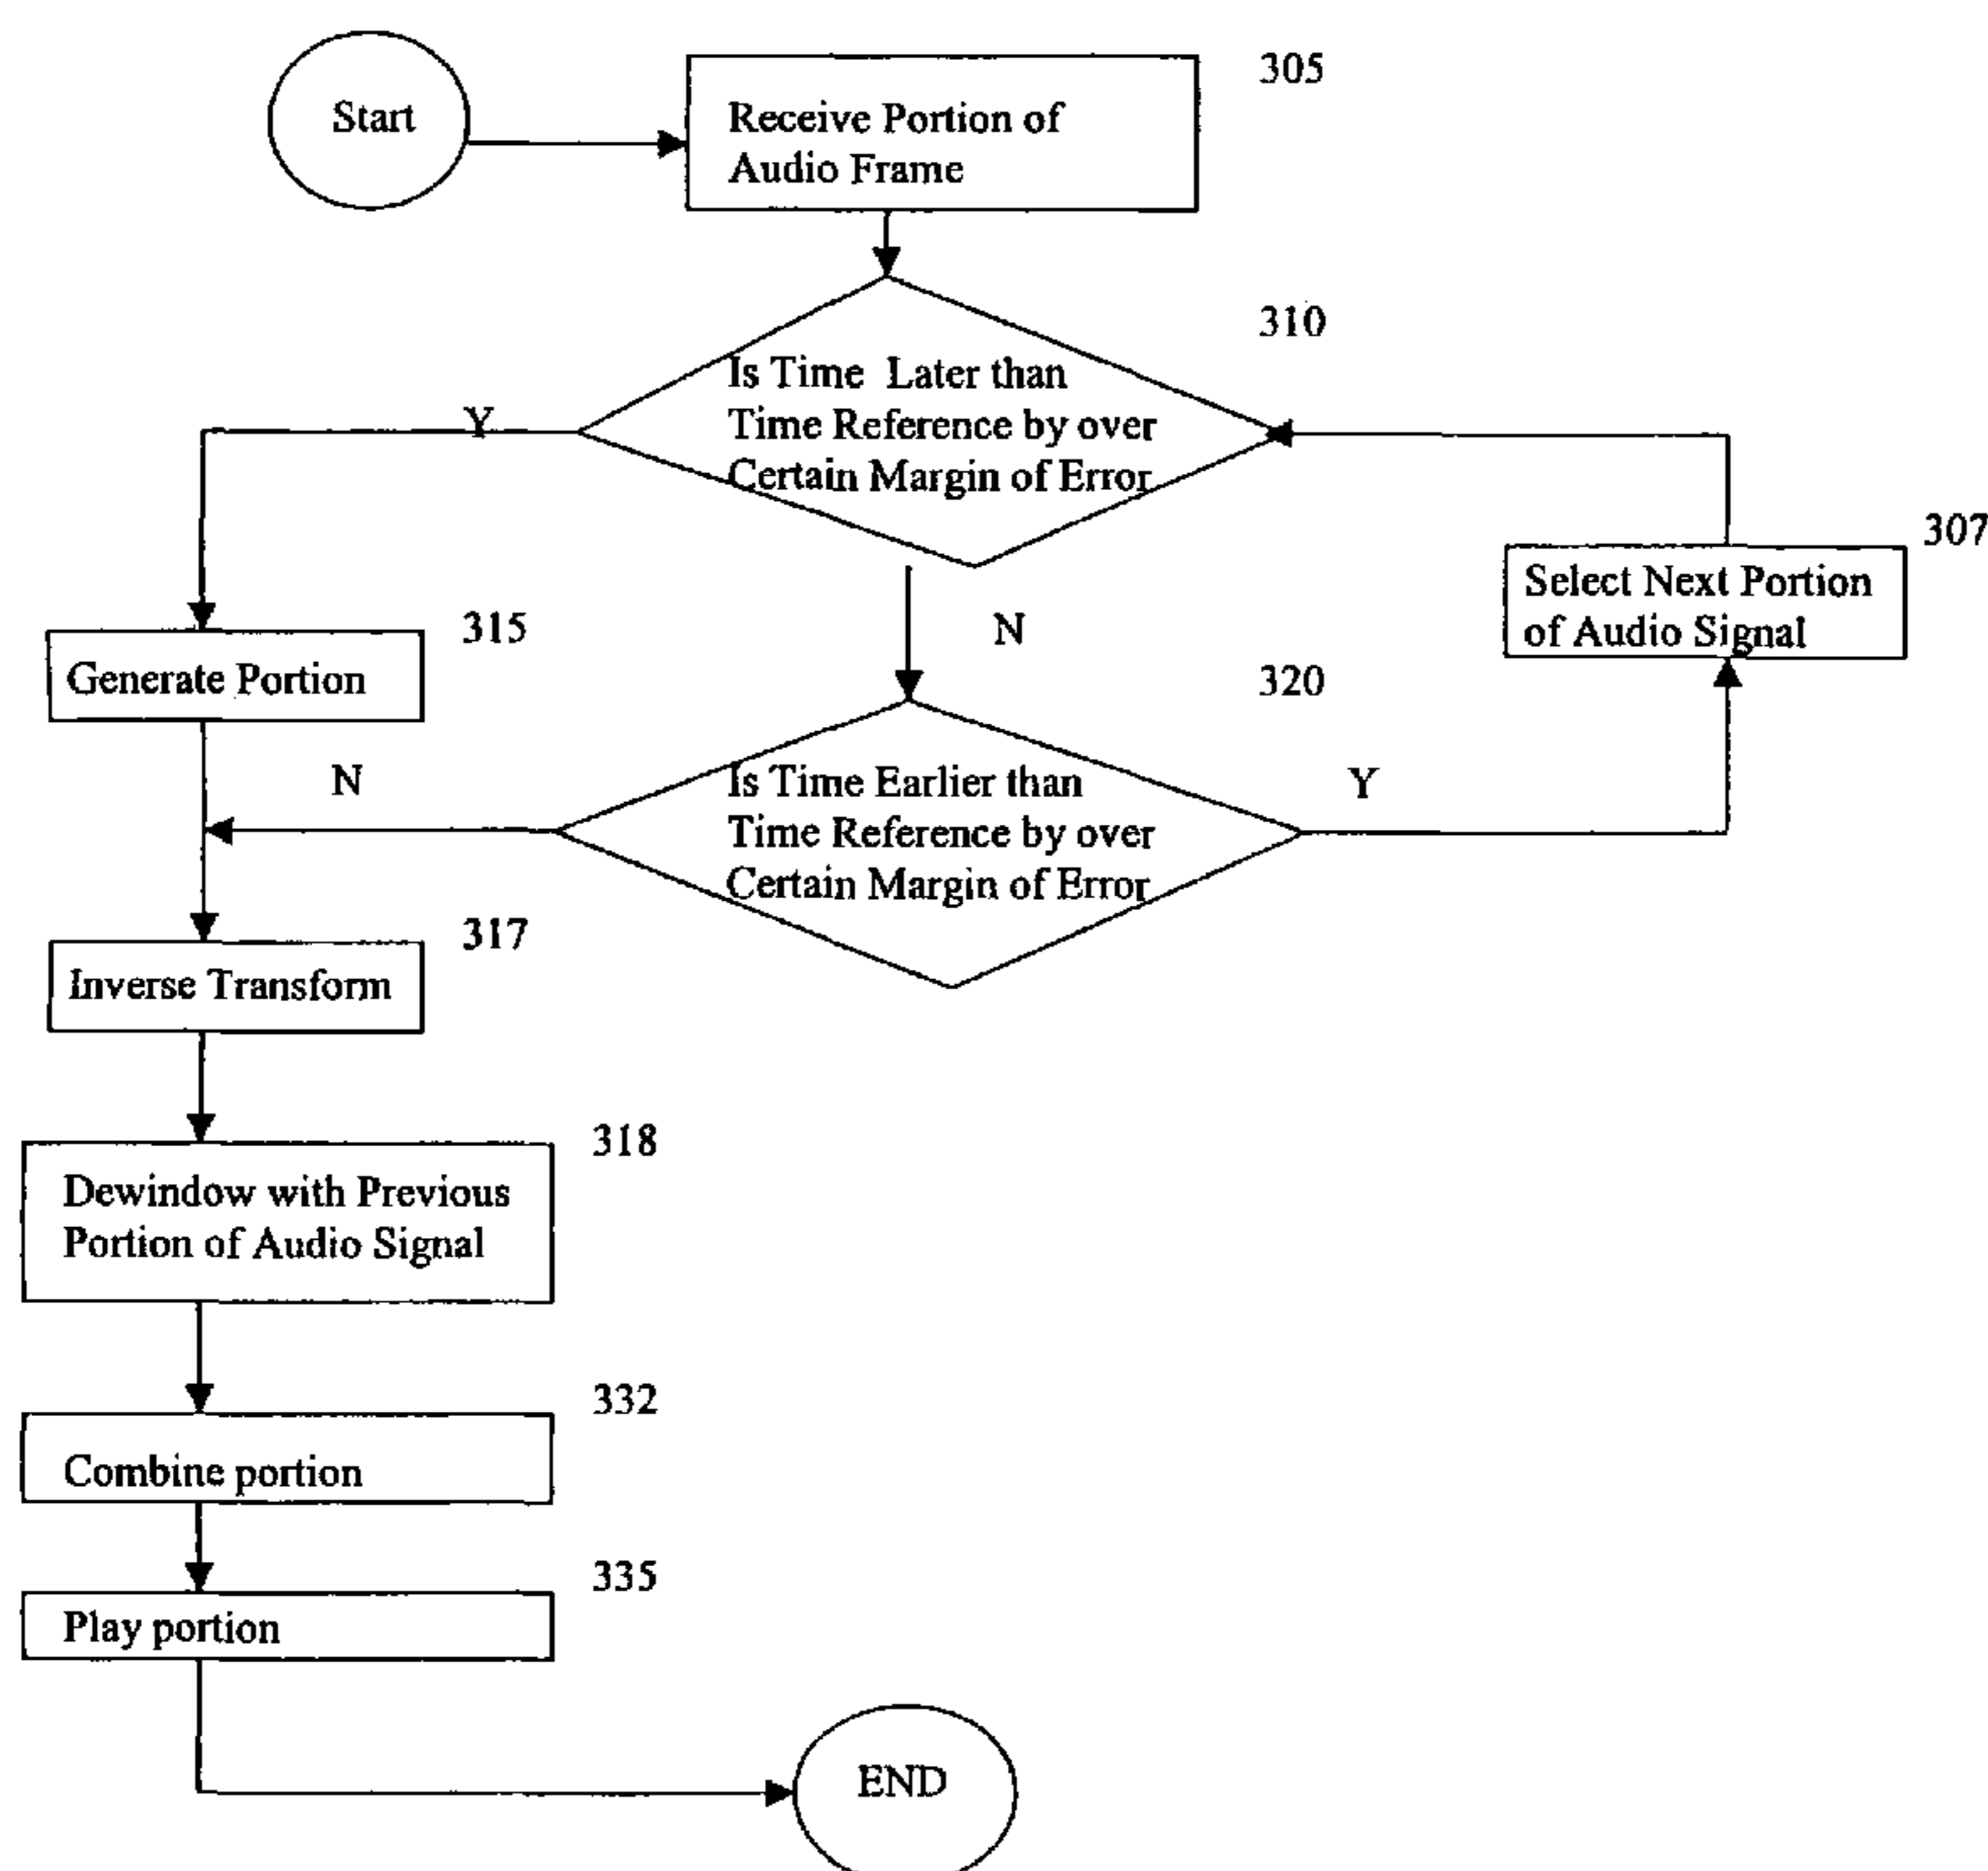 Start
305
Receive Portion of
Audio Frame
310
Is Time Later than
Time Reference by over
Certain Margin of Error
Y
307
Select Next Portion
of Audio Signal
315
Generate Portion
N
320
N
Is Time Earlier than
Time Reference by over
Certain Margin of Error
Y
317
Inverse Transform
318
Dewindow with Previous
Portion of Audio Signal
332
Combine portion
335
Play portion
END